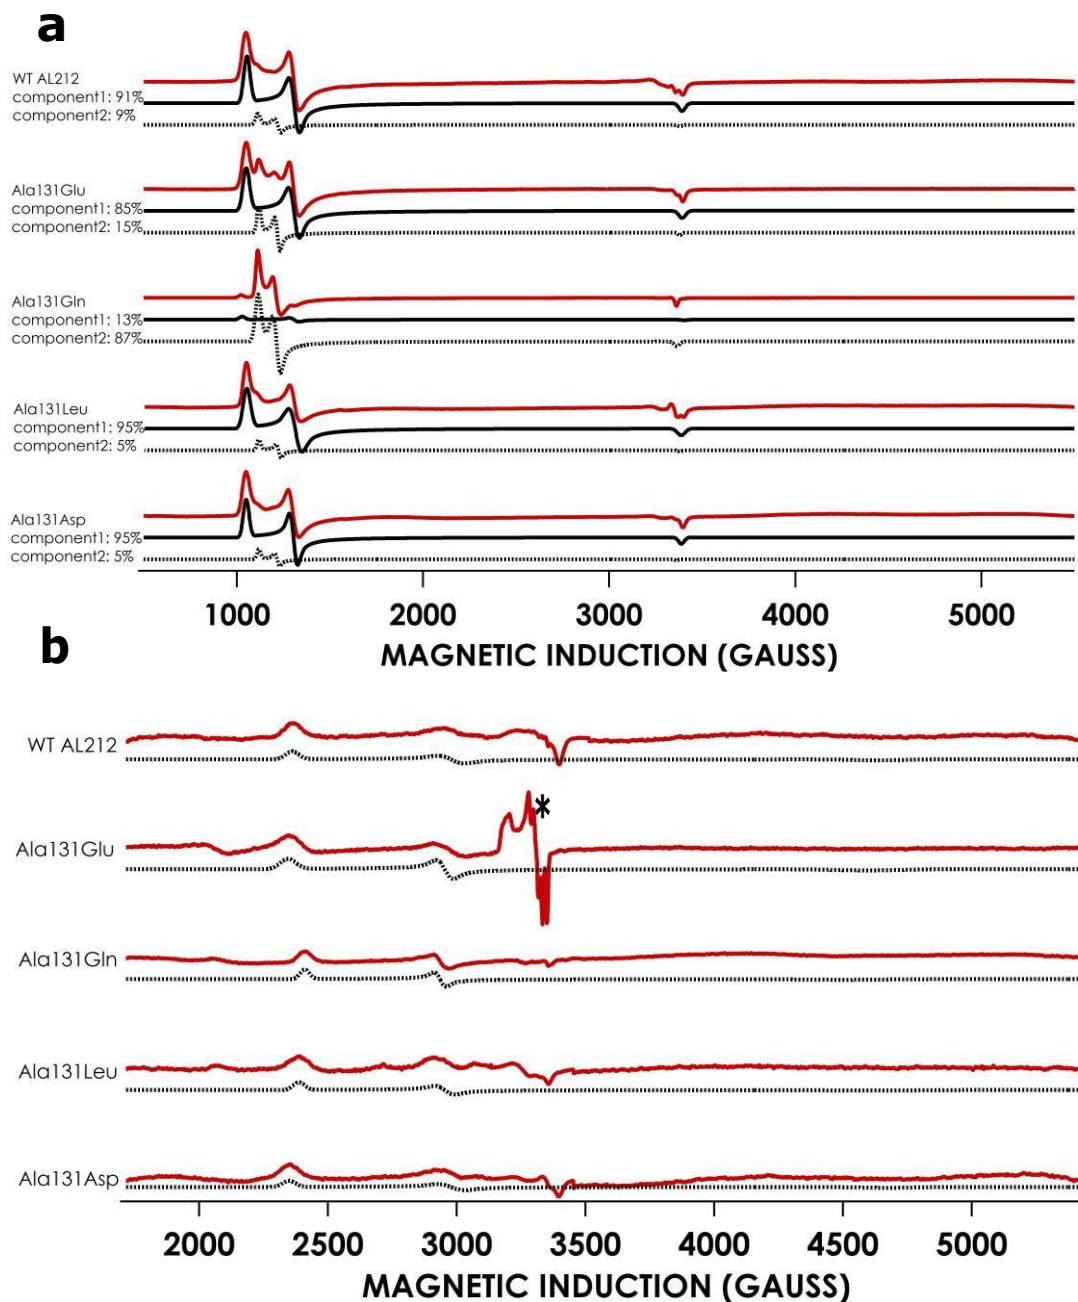 a
WT AL212
component1: 91%
component2: 9%
Ala131Glu
component1: 85%
component2: 15%
Ala131Gln
component1: 13%
component2: 87%
Ala131Leu
component1: 95%
component2: 5%
Ala131Asp
component1: 95%
component2: 5%
1000 2000 3000 4000 5000
MAGNETIC INDUCTION (GAUSS)
b
WT AL212
*
Ala131Glu
Ala131Gln
Ala131Leu
Ala131Asp
2000 2500 3000 3500 4000 4500 5000
MAGNETIC INDUCTION (GAUSS)